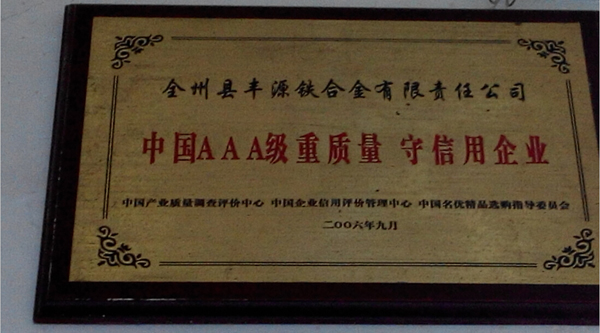 全州县丰源铁合金有限责任公司
中国AAA级重质量 守信用企业
中国产业质量调查评价中心 中国企业信用评价管理中心 中国名优精品选购指导委员会
二00六年九月